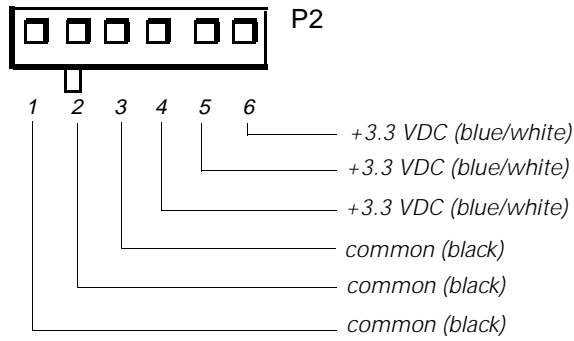 P2
1 2 3 4 5 6
+3.3 VDC (blue/white)
+3.3 VDC (blue/white)
+3.3 VDC (blue/white)
common (black)
common (black)
common (black)